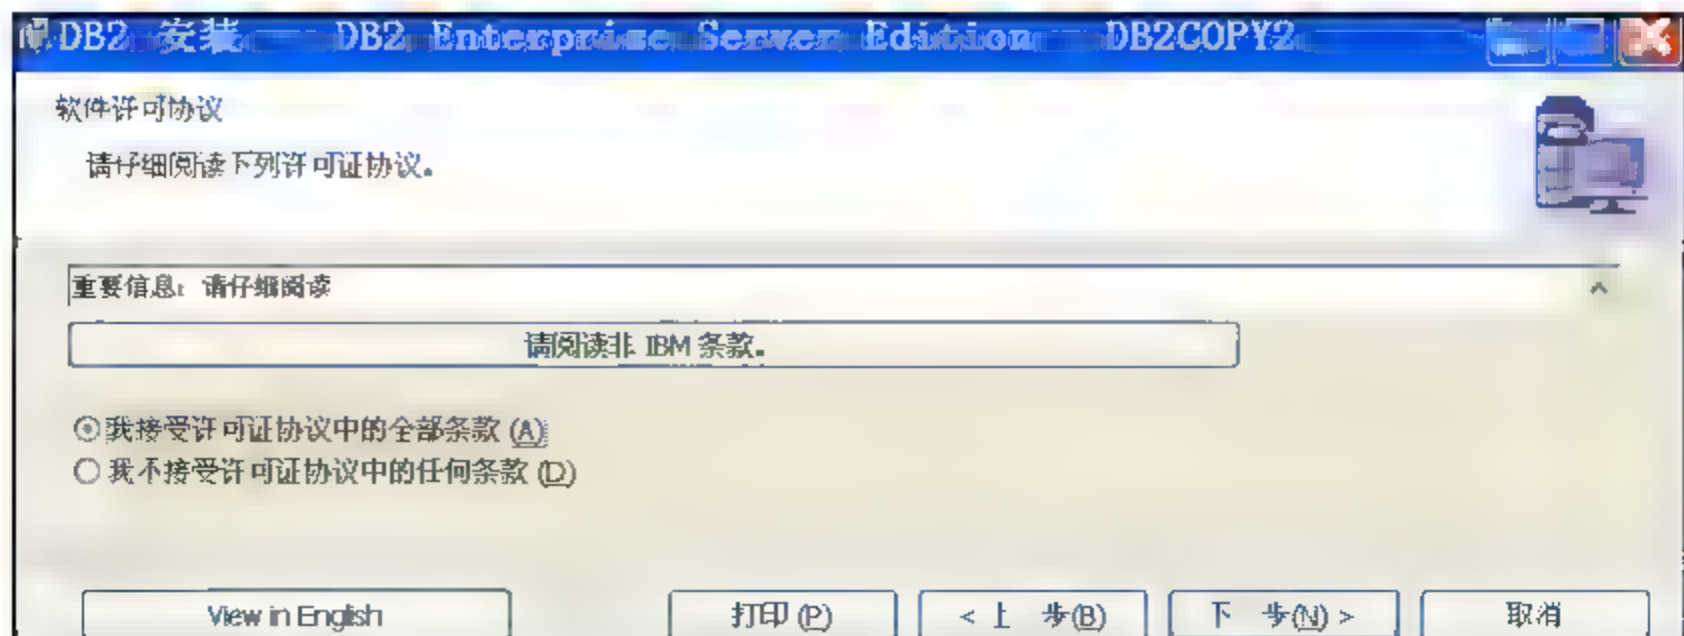 DB2 安装 DB2 Enterprise Server Edition DB2COPY2
软件许可协议
请仔细阅读下列许可证协议。
重要信息：请仔细阅读
请阅读非 IBM 条款。
我接受许可证协议中的全部条款 (A)
我不接受许可证协议中的任何条款 (D)
View in English 打印 (P) < 上一步(B) 下一步(N) > 取消